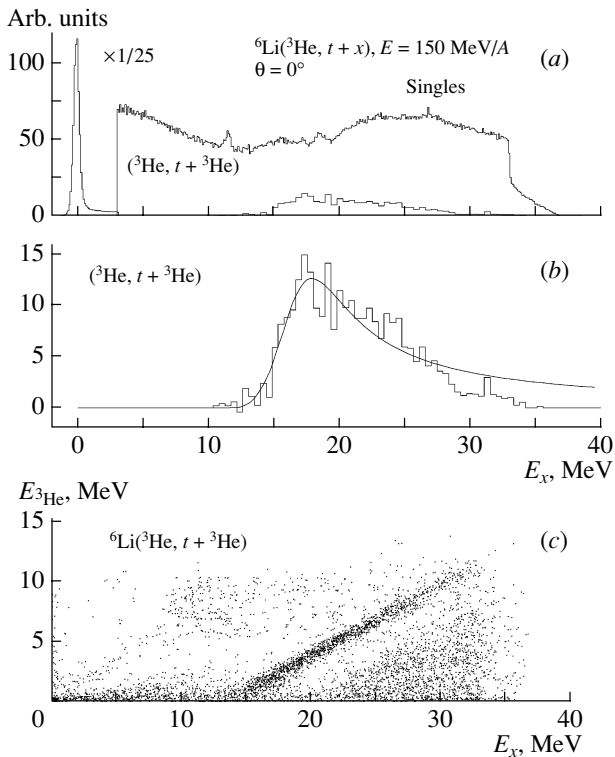 Arb. units
×1/25
⁶Li(³He, t + x), E = 150 MeV/A
θ = 0°
(a)
Singles
(³He, t + ³He)
100
50
0
(b)
(³He, t + ³He)
15
10
5
0
0 10 20 30 40
Eₓ, MeV
E³He, MeV
(c)
⁶Li(³He, t + ³He)
15
10
5
0 10 20 30 40
Eₓ, MeV